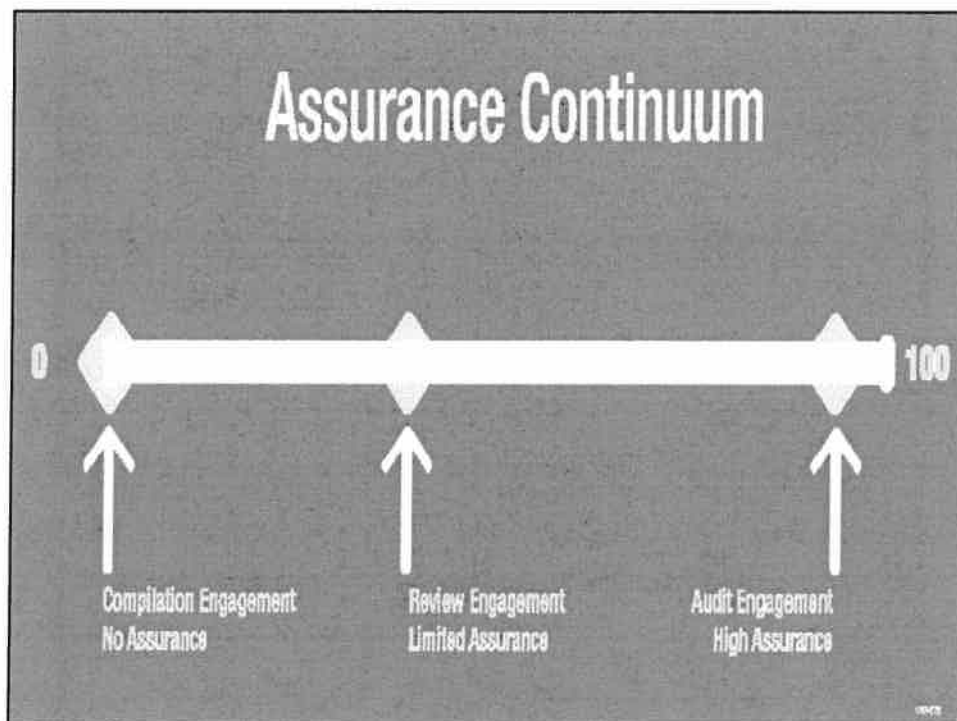 Assurance Continuum
0
100
Compilation Engagement
No Assurance
Review Engagement
Limited Assurance
Audit Engagement
High Assurance